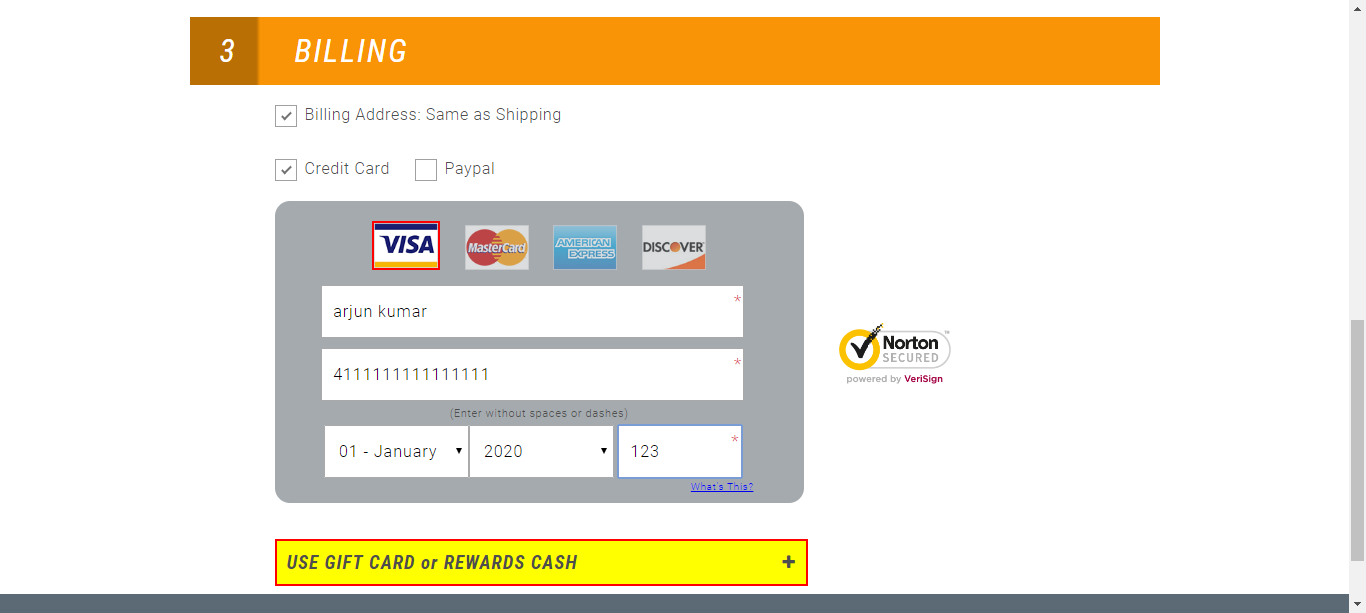 3 BILLING
Billing Address: Same as Shipping
Credit Card Paypal
VISA MasterCard AMERICAN EXPRESS DISCOVER
arjun kumar *
4111111111111111 *
(Enter without spaces or dashes)
01 - January 2020 123 *
What's This?
Norton™
SECURED
powered by VeriSign
USE GIFT CARD or REWARDS CASH +